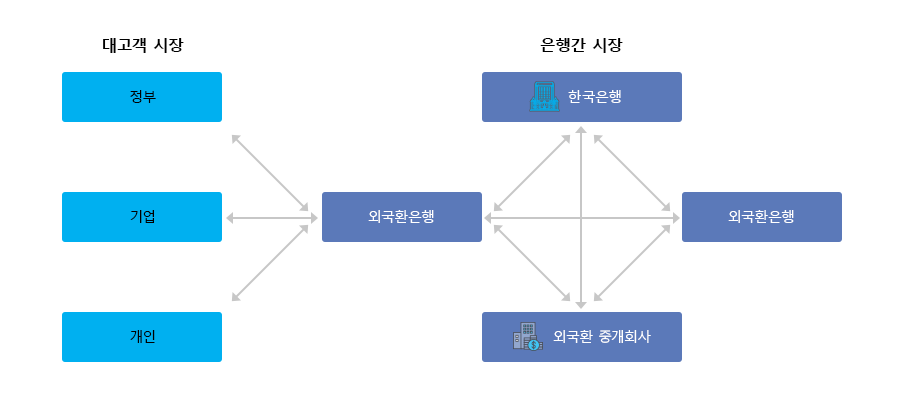 대고객 시장
은행간 시장
정부
한국은행
기업
외국환은행
외국환은행
개인
외국환 중개회사